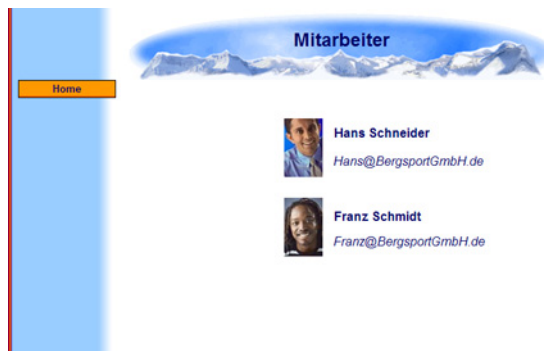 Mitarbeiter
Home
Hans Schneider
Hans@BergsportGmbH.de
Franz Schmidt
Franz@BergsportGmbH.de